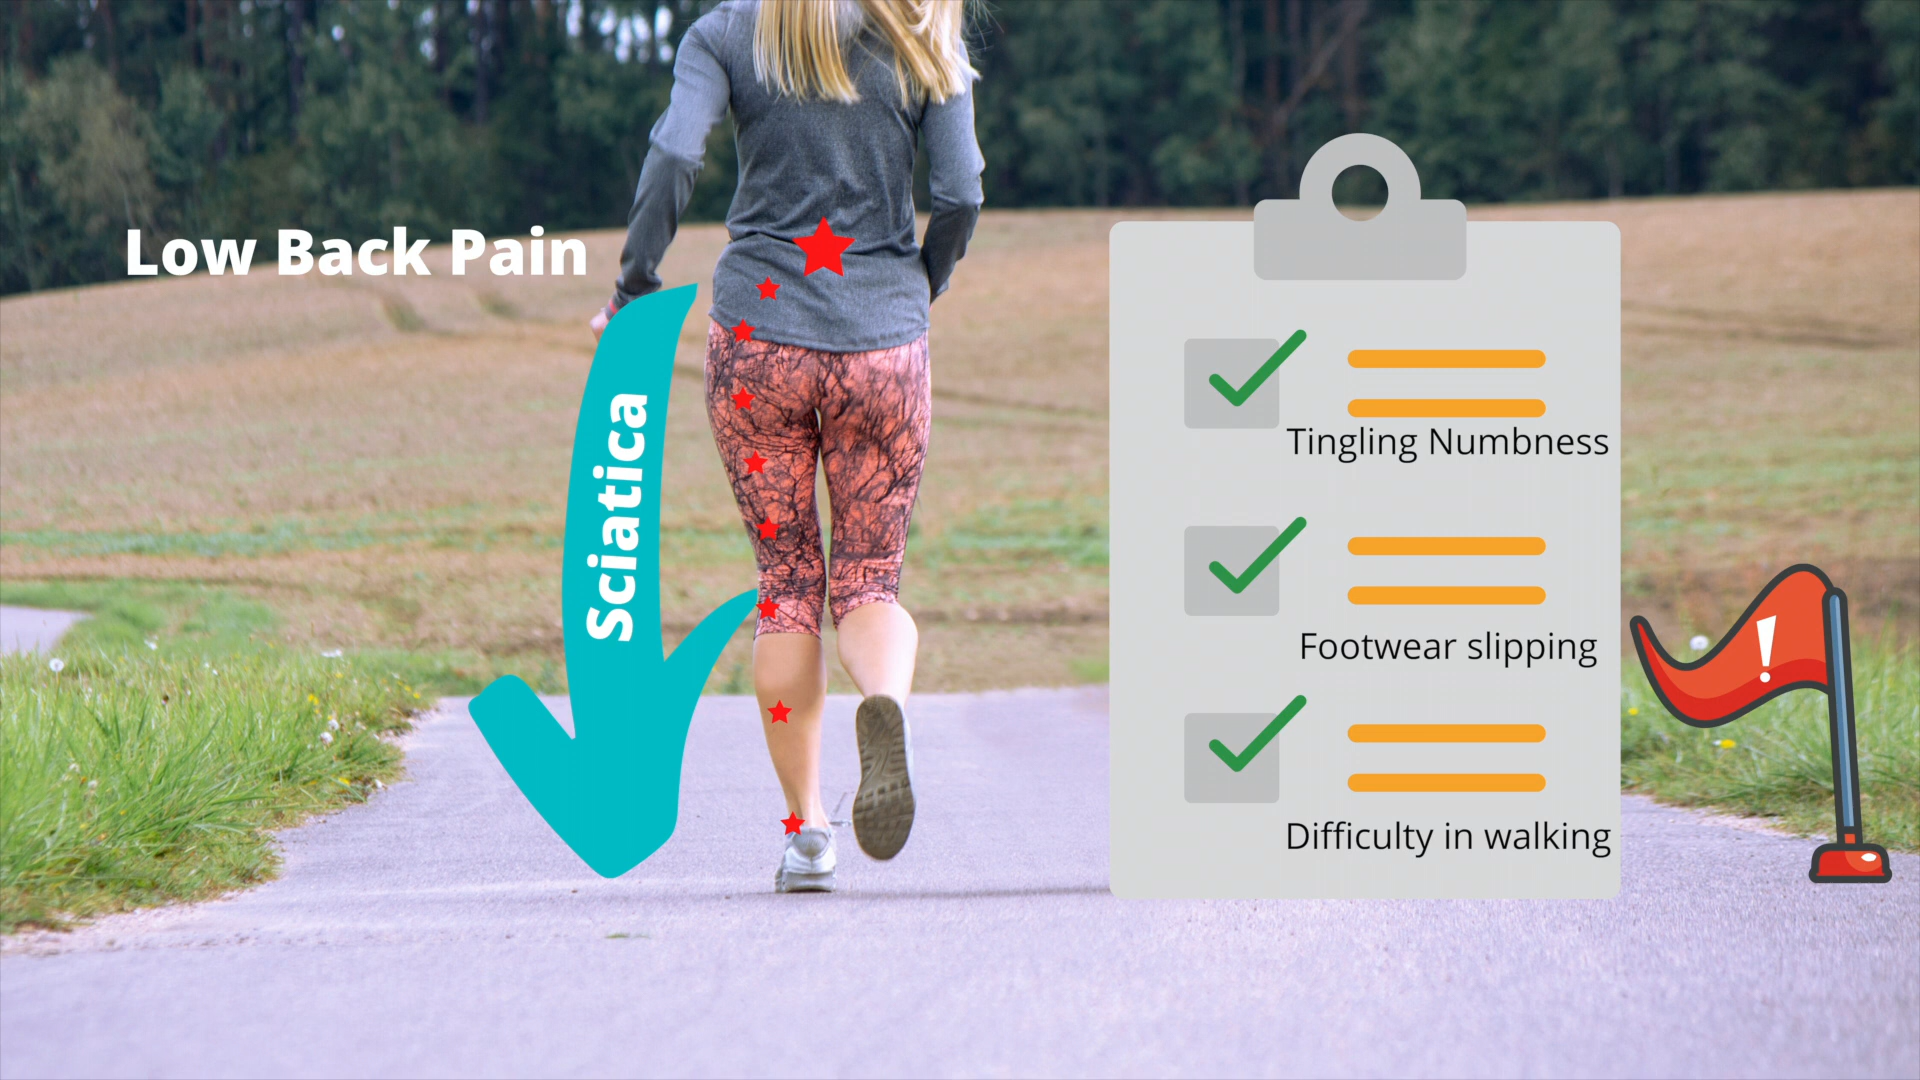 Low Back Pain
Sciatica
Tingling Numbness
Footwear slipping
Difficulty in walking
!